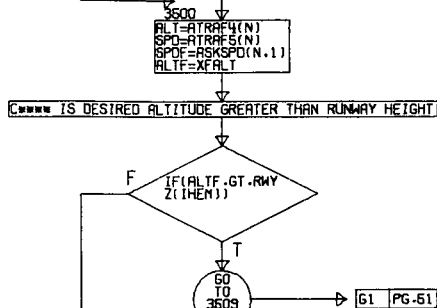 3600
ALT=ATRAF4(N)
SPD=ATRAF5(N)
SPDF=ASKSPD(N.1)
ALTF=XFALT
C**** IS DESIRED ALTITUDE GREATER THAN RUNWAY HEIGHT
F
IF(ALTF.GT.RWY
Z(IHEM))
T
GO
TO
3609
G1 PG.51